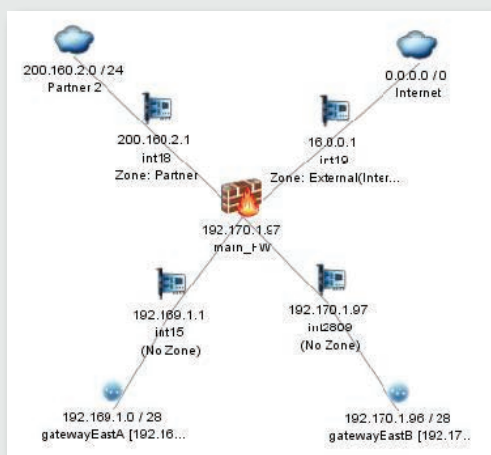 200.160.2.0 / 24
Partner 2
0.0.0.0 / 0
Internet
200.160.2.1
int18
Zone: Partner
16.0.0.1
int19
Zone: External(Inter...
192.170.1.97
main_FW
192.169.1.1
int15
(No Zone)
192.170.1.97
int2809
(No Zone)
192.169.1.0 / 28
gatewayEastA [192.16...
192.170.1.96 / 28
gatewayEastB [192.17...